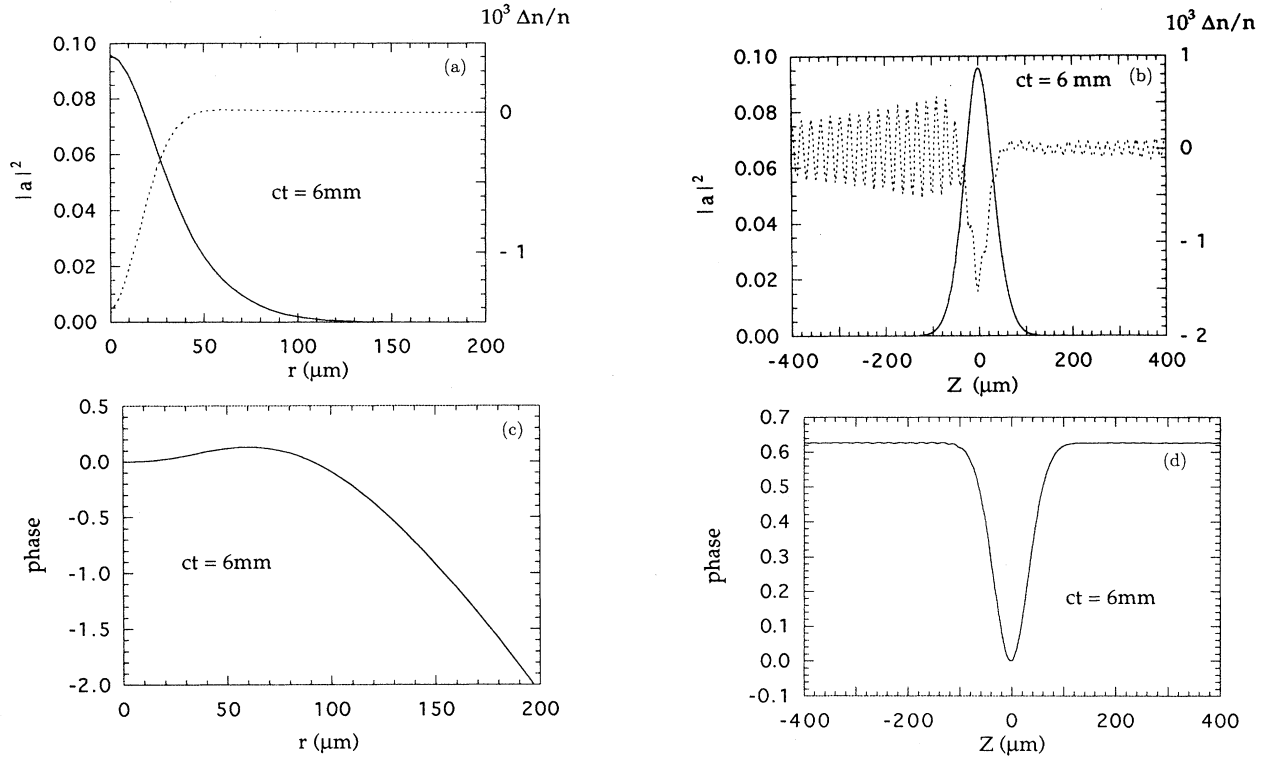 10³ Δn/n
0.10
0.08
0.06
0.04
0.02
0.00
|a|²
(a)
ct = 6mm
0
- 1
0 50 100 150 200
r (μm)
10³ Δn/n
0.10
0.08
0.06
0.04
0.02
0.00
|a|²
ct = 6 mm
(b)
1
0
- 1
- 2
-400 -200 0 200 400
Z (μm)
0.5
0.0
-0.5
-1.0
-1.5
-2.0
phase
(c)
ct = 6mm
0 50 100 150 200
r (μm)
0.7
0.6
0.5
0.4
0.3
0.2
0.1
0.0
-0.1
phase
(d)
ct = 6mm
-400 -200 0 200 400
Z (μm)